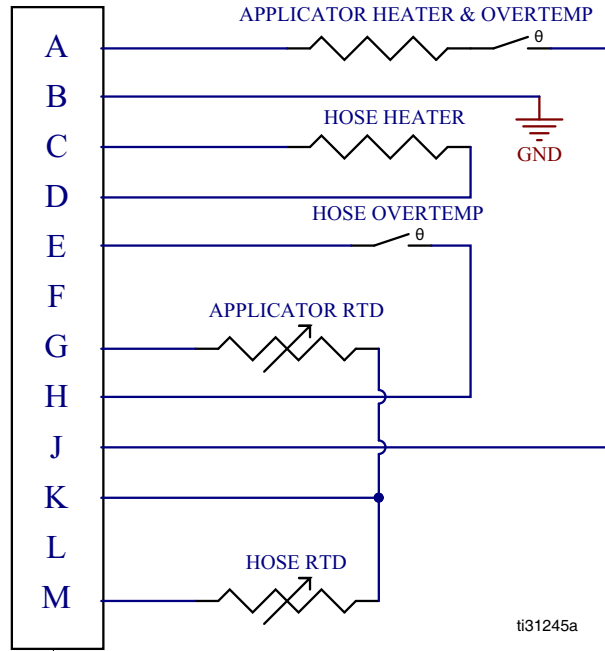 APPLICATOR HEATER & OVERTEMP
A
θ
B
HOSE HEATER
C
GND
D
HOSE OVERTEMP
E
θ
F
APPLICATOR RTD
G
H
J
K
L
HOSE RTD
M
ti31245a